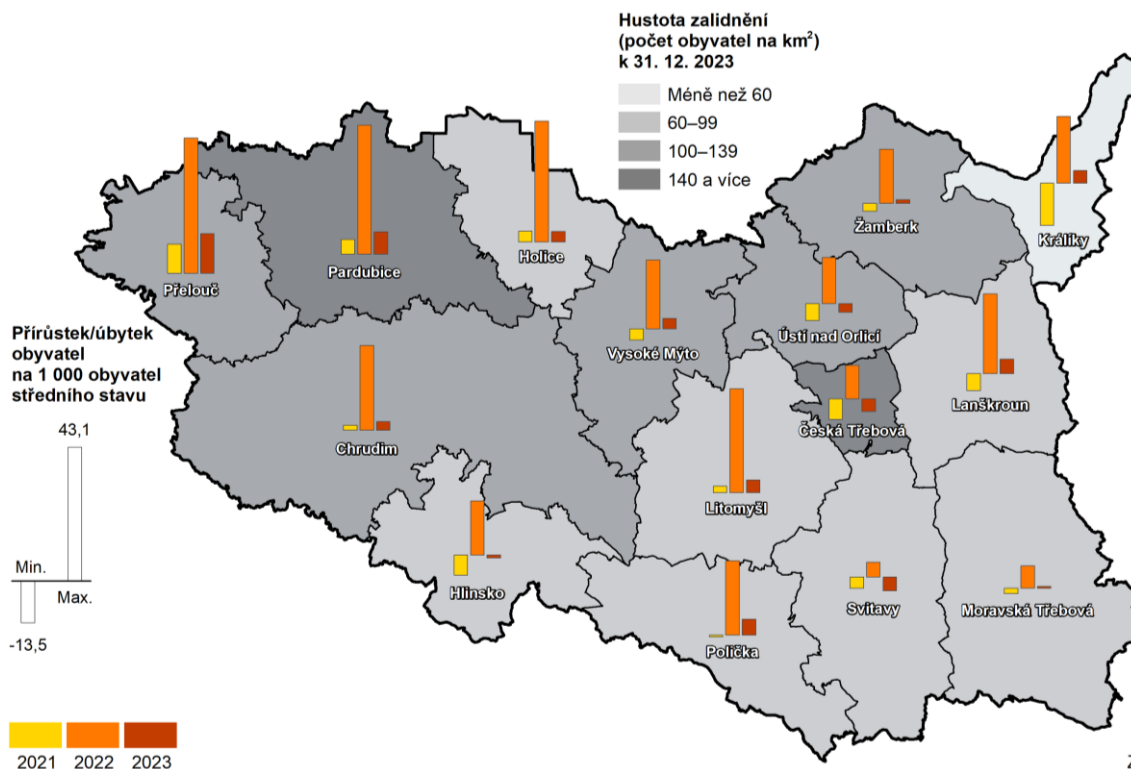 Hustota zalidnění
(počet obyvatel na km²)
k 31. 12. 2023
Méně než 60
60–99
100–139
140 a více
Přelouč
Pardubice
Holice
Žamberk
Králíky
Vysoké Mýto
Ústí nad Orlicí
Lanškroun
Česká Třebová
Chrudim
Litomyšl
Hlinsko
Polička
Svitavy
Moravská Třebová
Přírůstek/úbytek
obyvatel
na 1 000 obyvatel
středního stavu
43,1
Min.
Max.
-13,5
2021 2022 2023